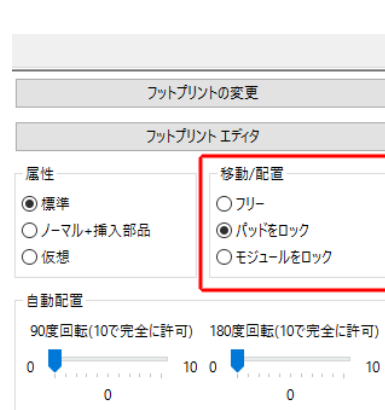 フットプリントの変更
フットプリント エディタ
属性
標準
ノーマル+挿入部品
仮想
移動/配置
フリー
パッドをロック
モジュールをロック
自動配置
90度回転(10で完全に許可) 180度回転(10で完全に許可)
0 10 0 10
0 0